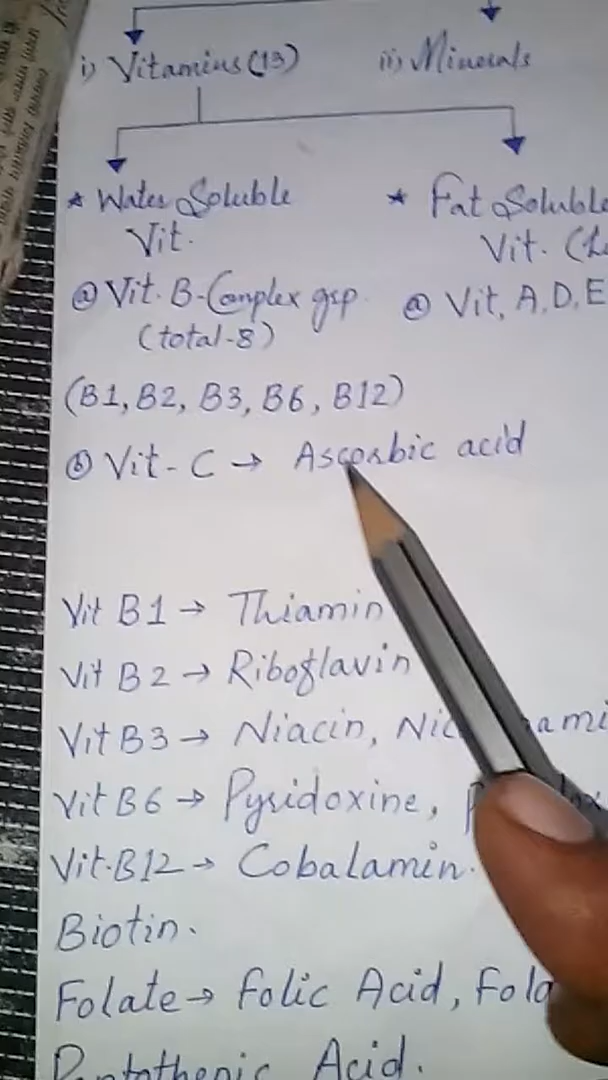 i) Vitamins(13) ii) Minerals
* Water Soluble Vit.
* Fat Soluble Vit.
@ Vit. B-Complex grp. (total-8)
@ Vit, A, D, E
(B1, B2, B3, B6, B12)
ⓑ Vit-C → Ascorbic acid
Vit B1 → Thiamin
Vit B2 → Riboflavin
Vit B3 → Niacin,
Vit B6 → Pyridoxine,
Vit-B12 → Cobalamin.
Biotin.
Folate → Folic Acid,
Acid.